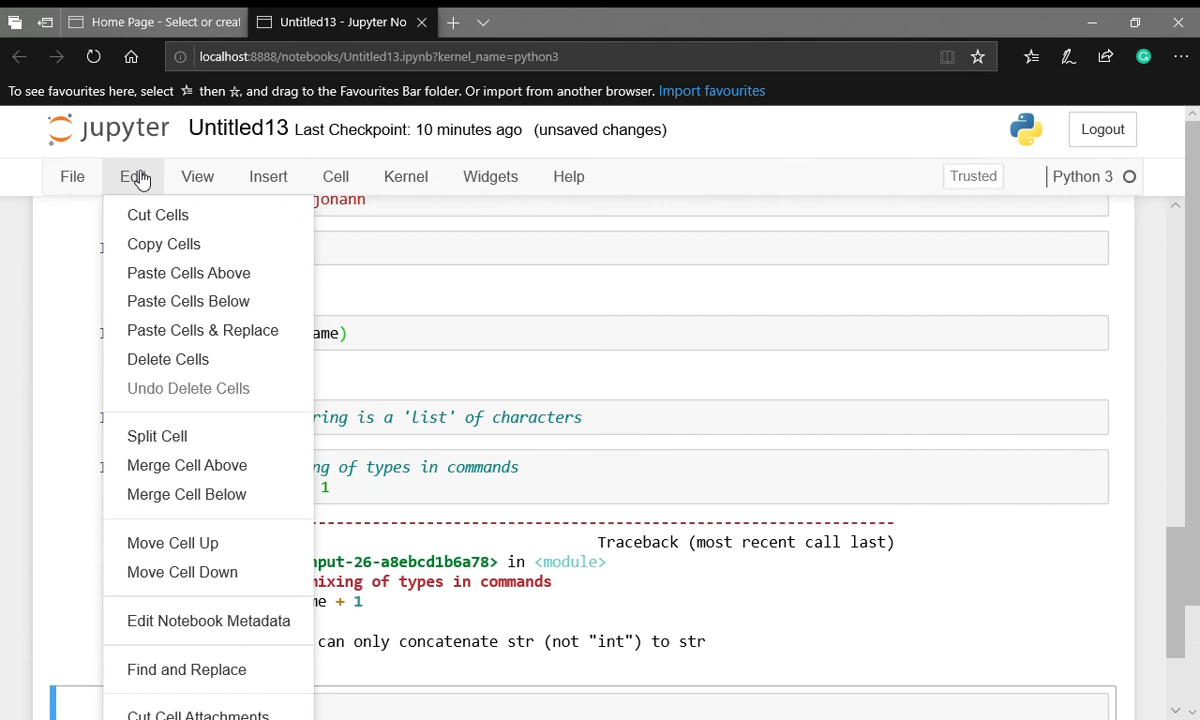 Home Page - Select or creat
Untitled13 - Jupyter No
localhost:8888/notebooks/Untitled13.ipynb?kernel_name=python3
To see favourites here, select then , and drag to the Favourites Bar folder. Or import from another browser. Import favourites
jupyter Untitled13 Last Checkpoint: 10 minutes ago (unsaved changes)
Logout
File Edit View Insert Cell Kernel Widgets Help
Trusted
Python 3
johann
Cut Cells
Copy Cells
Paste Cells Above
Paste Cells Below
Paste Cells & Replace
ame)
Delete Cells
Undo Delete Cells
ring is a 'list' of characters
Split Cell
Merge Cell Above
ng of types in commands
Merge Cell Below
1
Traceback (most recent call last)
Move Cell Up
nput-26-a8ebcd1b6a78> in <module>
Move Cell Down
mixing of types in commands
me + 1
Edit Notebook Metadata
can only concatenate str (not "int") to str
Find and Replace
Cut Cell Attachments